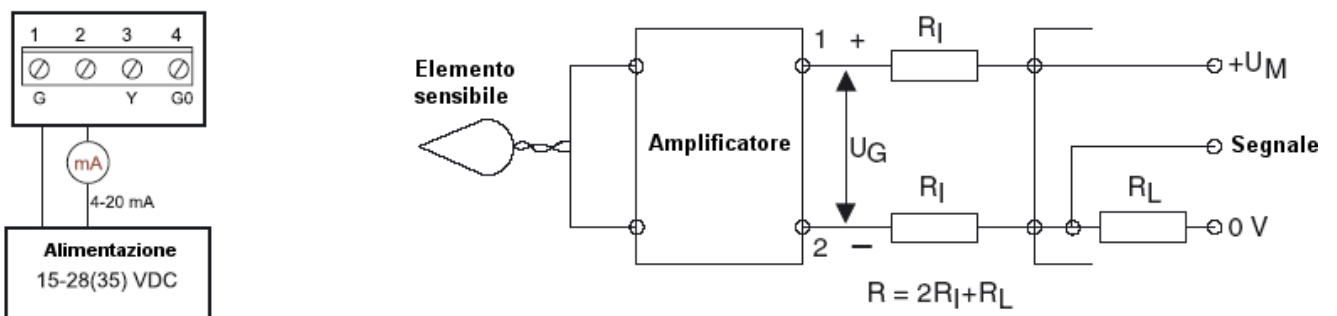 1 2 3 4
G Y G0
mA
4-20 mA
Alimentazione
15-28(35) VDC
Elemento
sensibile
Amplificatore
1 +
UG
2 −
RI
RI
R = 2RI+RL
+UM
Segnale
RL
0 V